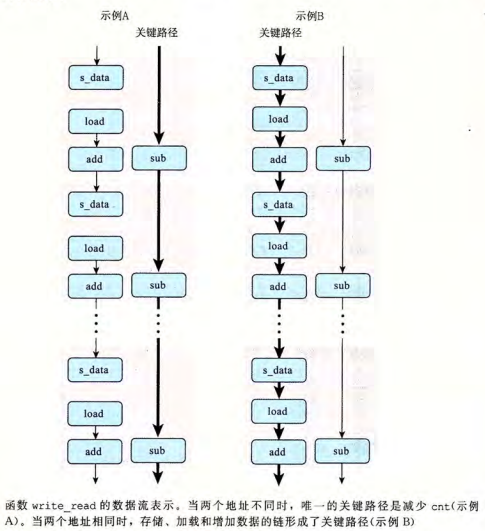 示例A
示例B
关键路径
关键路径
s_data
s_data
load
load
add
sub
add
sub
s_data
s_data
load
load
add
sub
add
sub
s_data
s_data
load
load
add
sub
add
sub
函数 write_read 的数据流表示。当两个地址不同时，唯一的关键路径是减少 cnt(示例
A)。当两个地址相同时，存储、加载和增加数据的链形成了关键路径(示例 B)